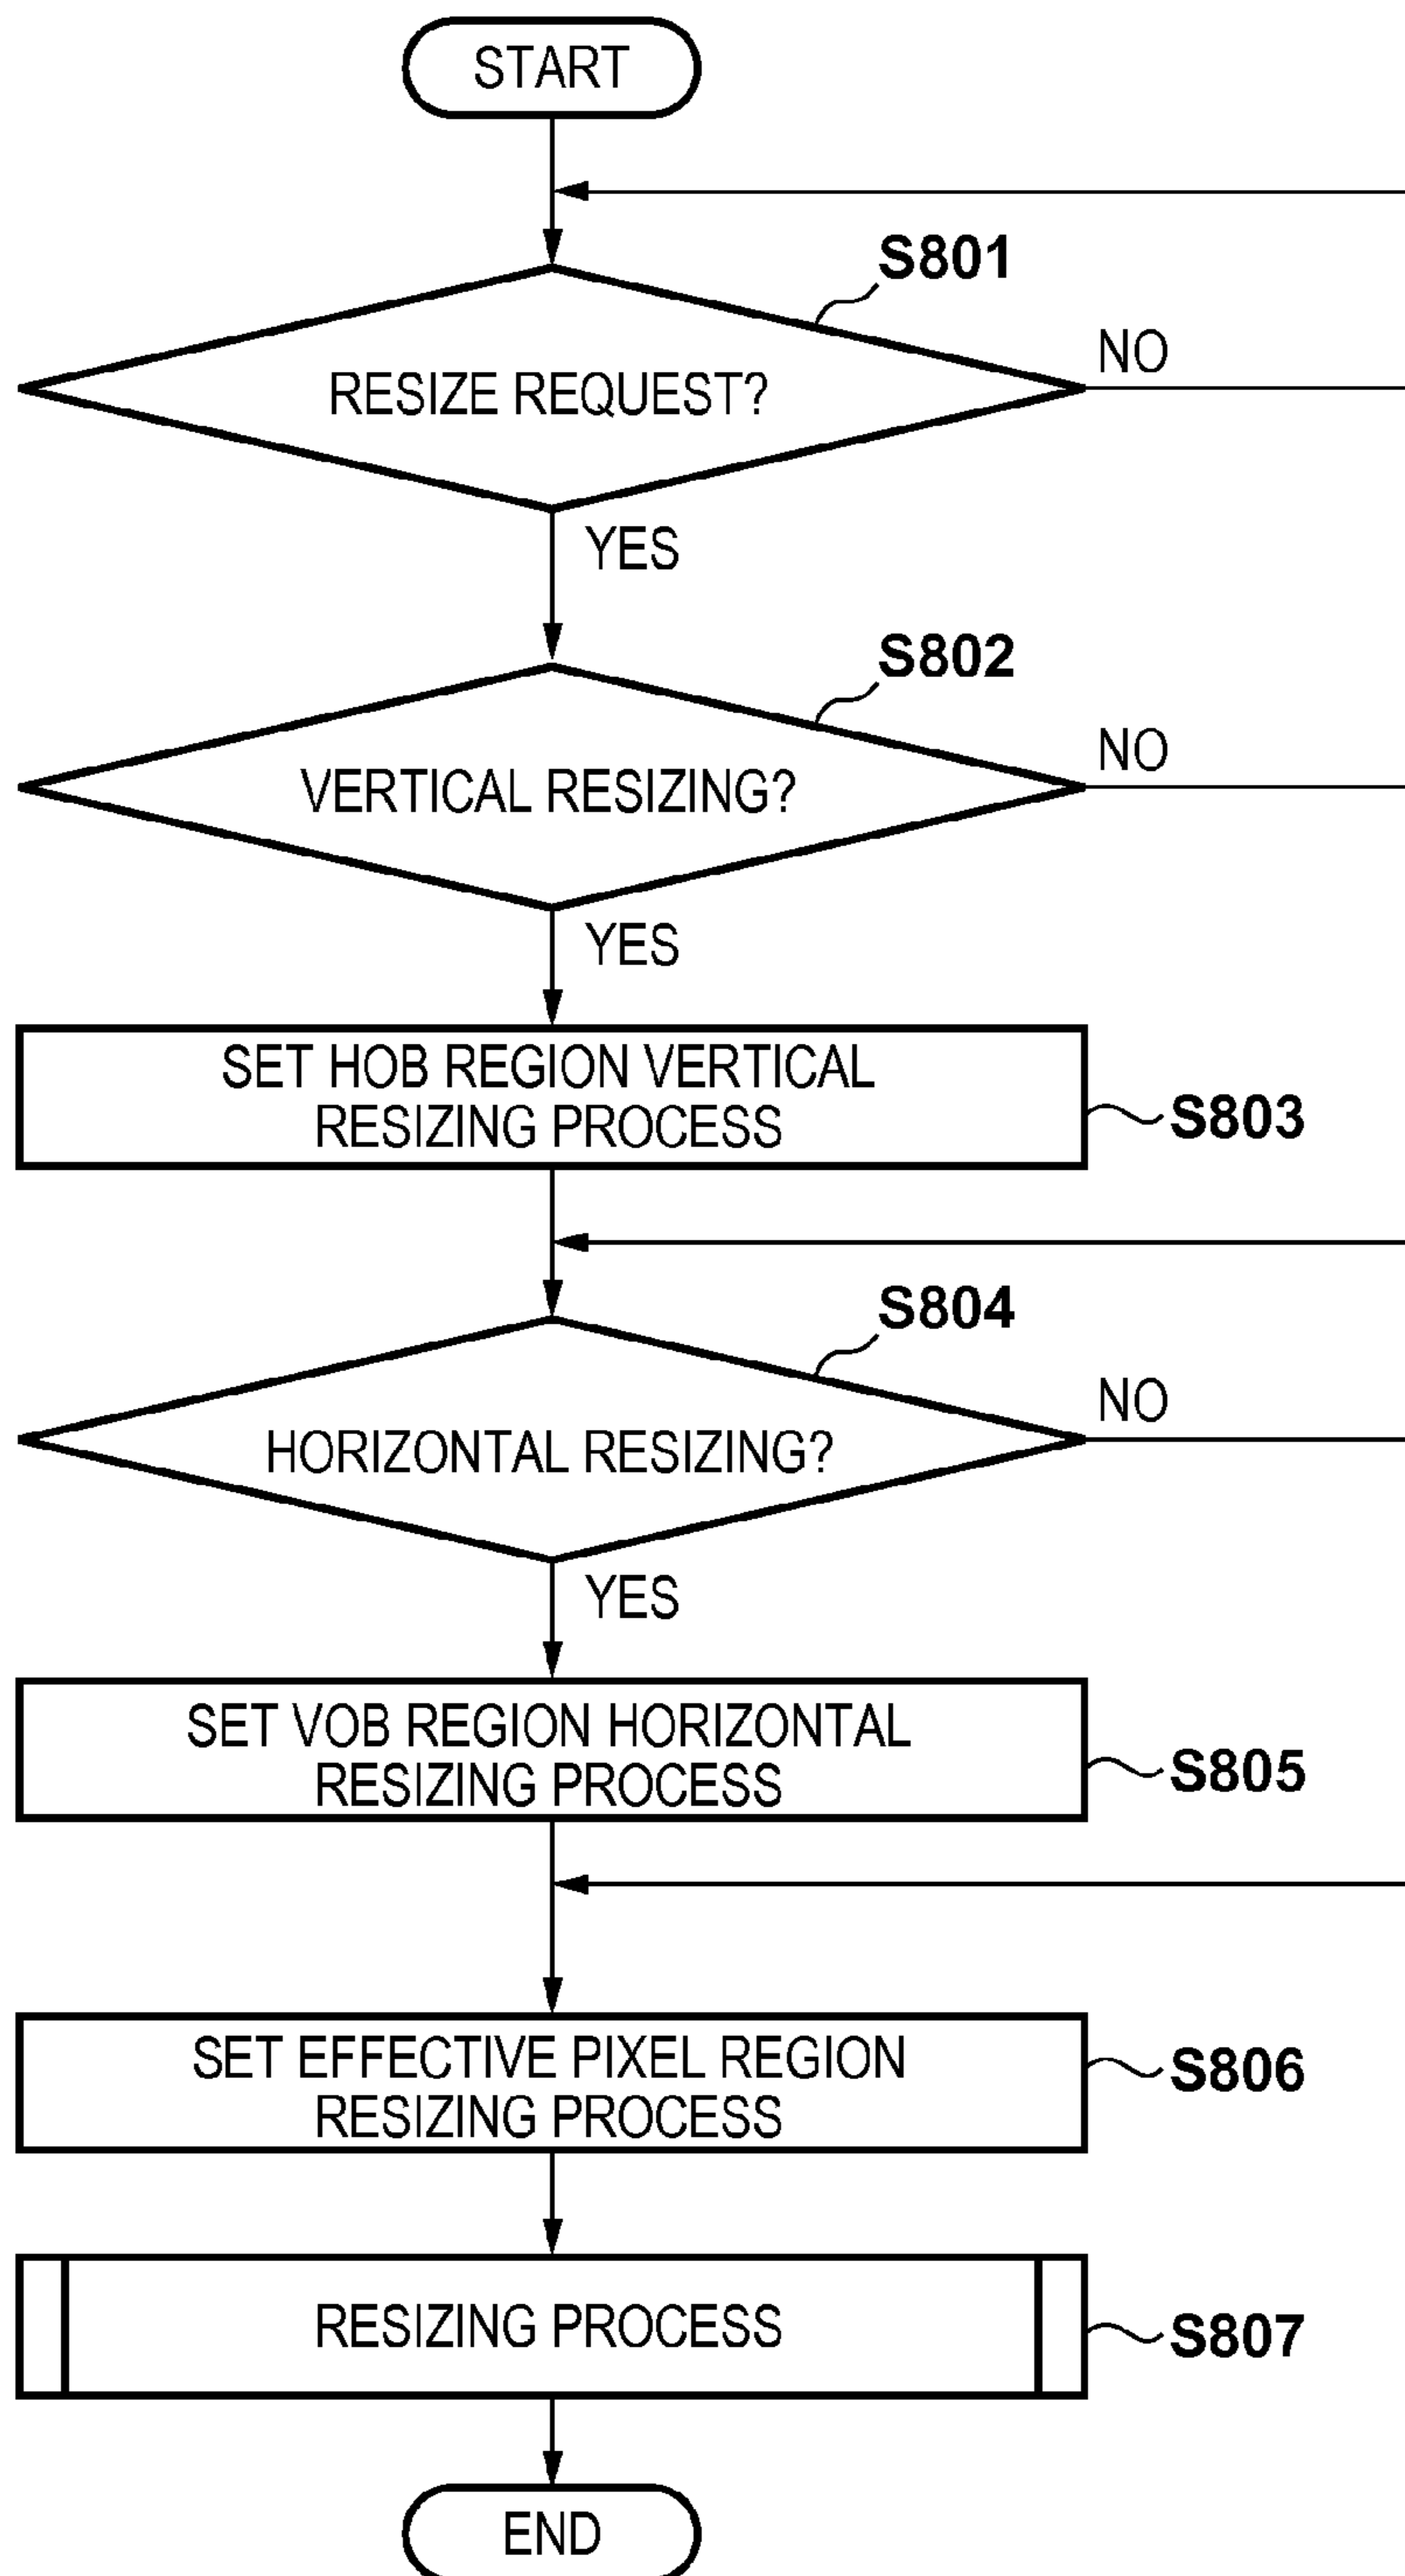 START
S801
RESIZE REQUEST?
NO
YES
S802
VERTICAL RESIZING?
NO
YES
SET HOB REGION VERTICAL
RESIZING PROCESS
S803
S804
HORIZONTAL RESIZING?
NO
YES
SET VOB REGION HORIZONTAL
RESIZING PROCESS
S805
SET EFFECTIVE PIXEL REGION
RESIZING PROCESS
S806
RESIZING PROCESS
S807
END